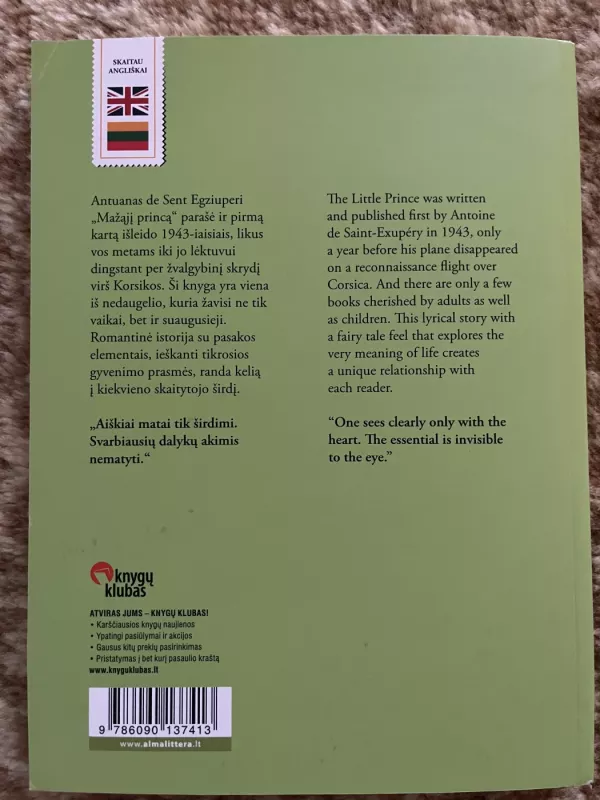 SKAITAU
ANGLIŠKAI
Antuanas de Sent Egziuperi
„Mažąjį princą“ parašė ir pirmą
kartą išleido 1943-iaisiais, likus
vos metams iki jo lėktuvui
dingstant per žvalgybinį skrydį
virš Korsikos. Ši knyga yra viena
iš nedaugelio, kuria žavisi ne tik
vaikai, bet ir suaugusieji.
Romantinė istorija su pasakos
elementais, ieškanti tikrosios
gyvenimo prasmės, randa kelią
į kiekvieno skaitytojo širdį.
„Aiškiai matai tik širdimi.
Svarbiausių dalykų akimis
nematyti.“
The Little Prince was written
and published first by Antoine
de Saint-Exupéry in 1943, only
a year before his plane disappeared
on a reconnaissance flight over
Corsica. And there are only a few
books cherished by adults as well
as children. This lyrical story with
a fairy tale feel that explores the
very meaning of life creates
a unique relationship with
each reader.
“One sees clearly only with the
heart. The essential is invisible
to the eye.”
knygų
klubas
ATVIRAS JUMS – KNYGŲ KLUBAS!
• Karščiausios knygų naujienos
• Ypatingi pasiūlymai ir akcijos
• Gausus kitų prekių pasirinkimas
• Pristatymas į bet kurį pasaulio kraštą
www.knyguklubas.lt
9 786090 137413
www.almalittera.lt